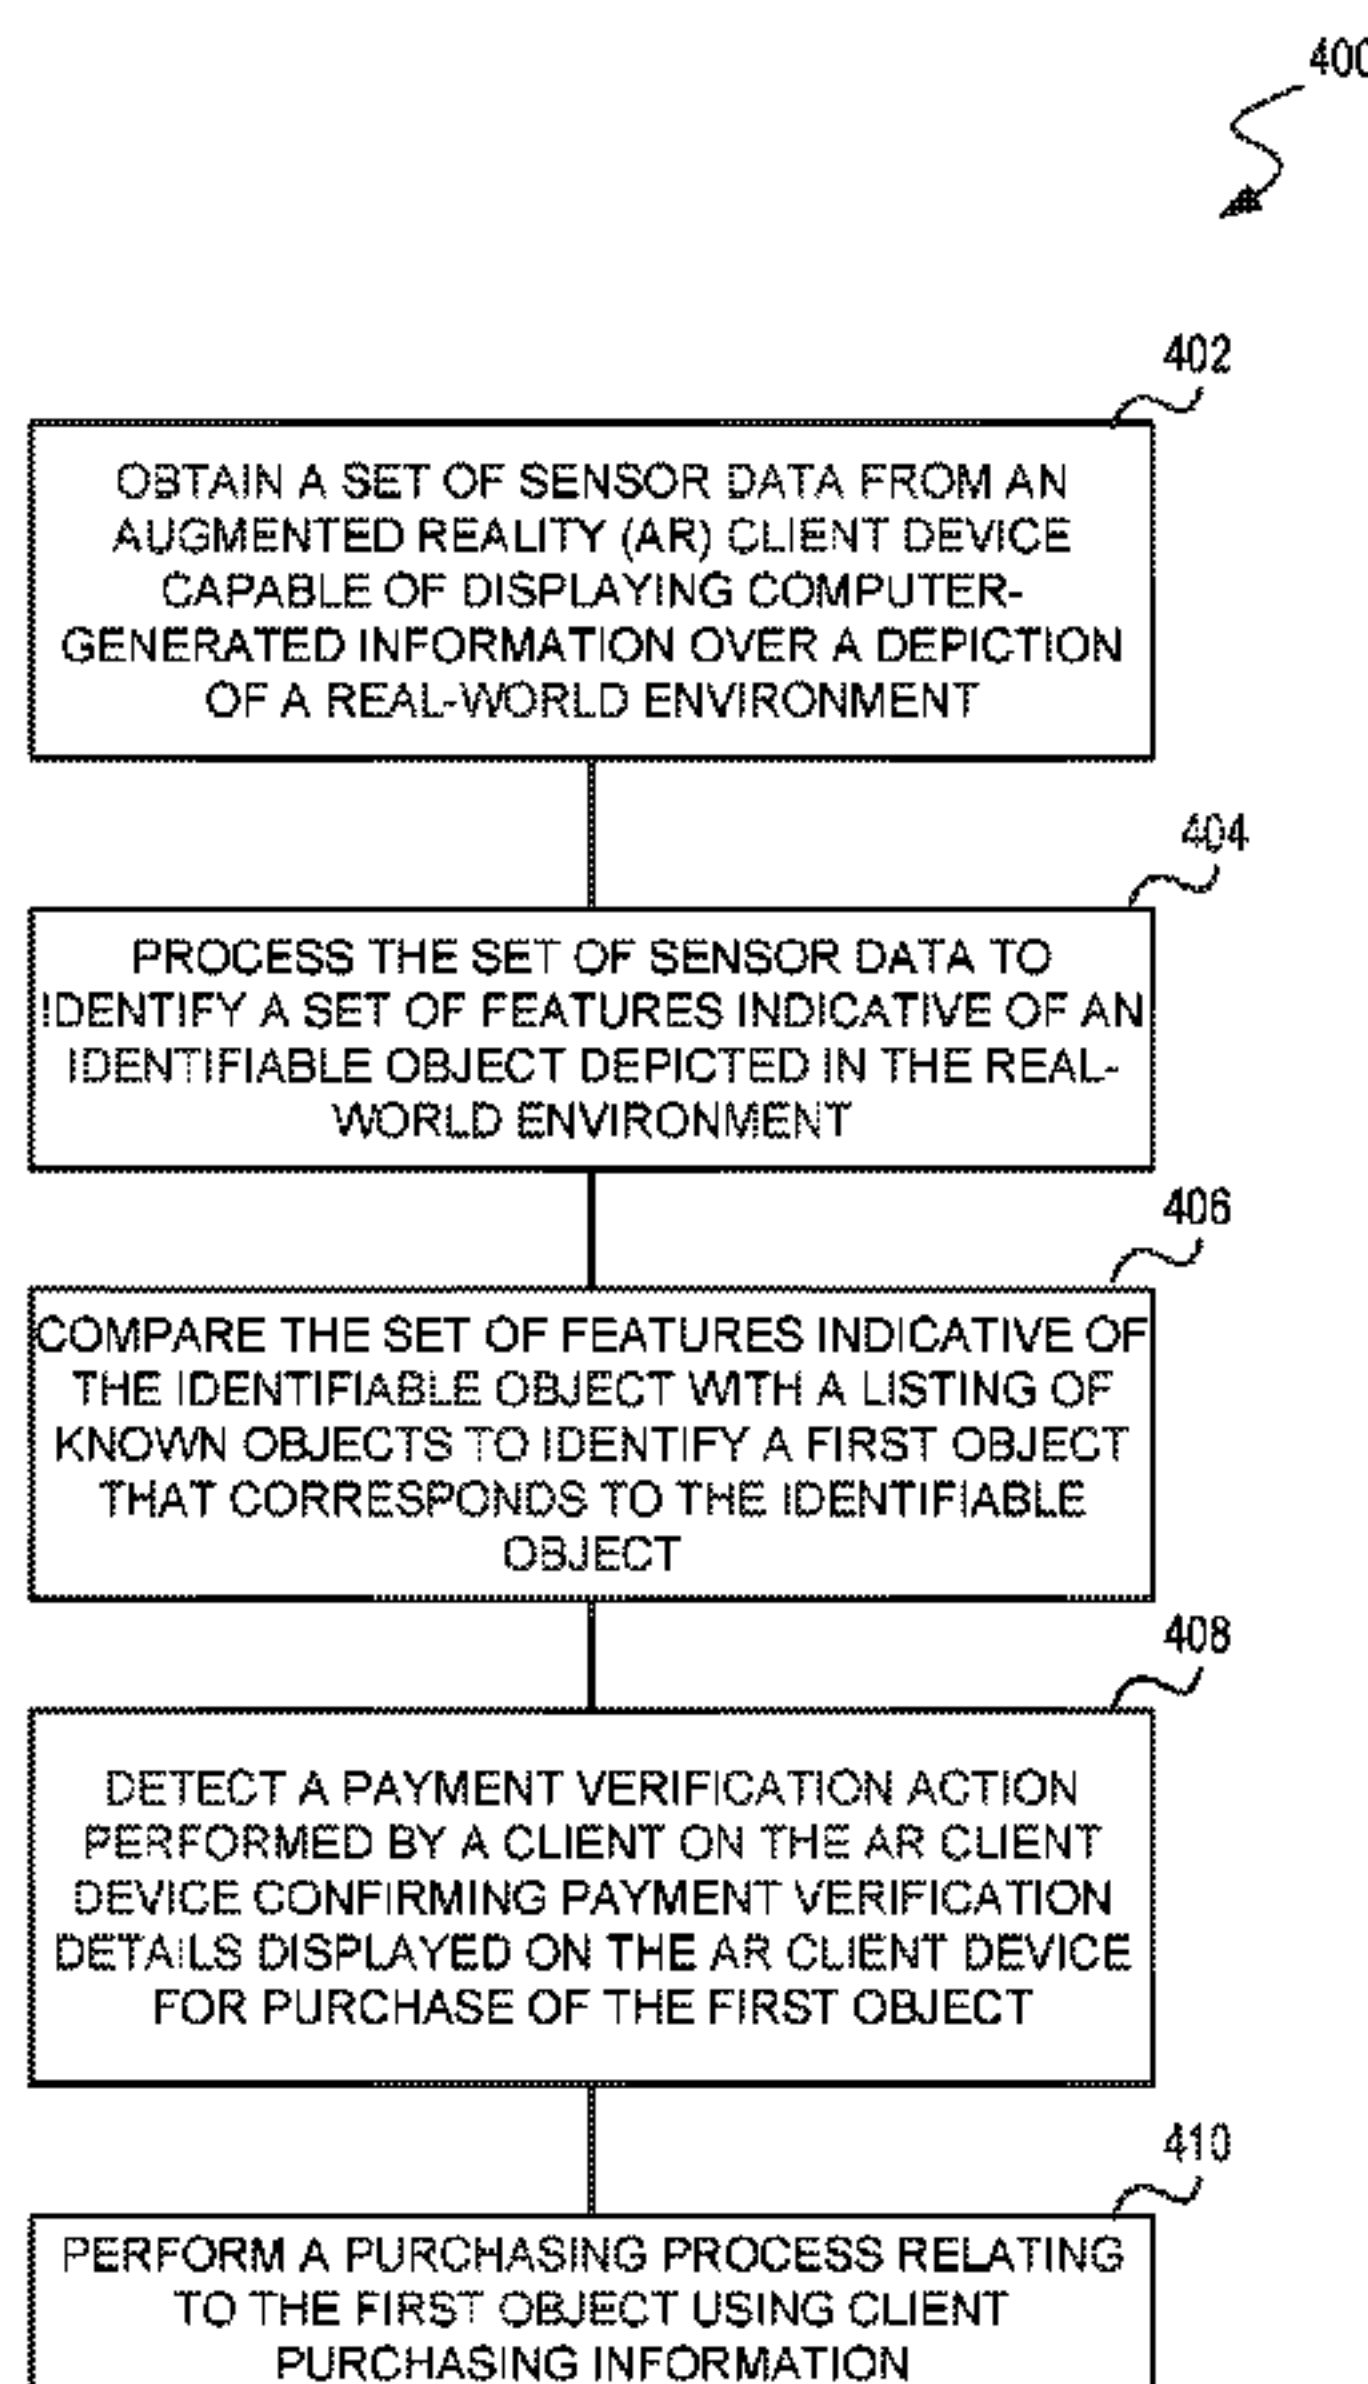 400
402
OBTAIN A SET OF SENSOR DATA FROM AN
AUGMENTED REALITY (AR) CLIENT DEVICE
CAPABLE OF DISPLAYING COMPUTER-
GENERATED INFORMATION OVER A DEPICTION
OF A REAL-WORLD ENVIRONMENT
404
PROCESS THE SET OF SENSOR DATA TO
IDENTIFY A SET OF FEATURES INDICATIVE OF AN
IDENTIFIABLE OBJECT DEPICTED IN THE REAL-
WORLD ENVIRONMENT
406
COMPARE THE SET OF FEATURES INDICATIVE OF
THE IDENTIFIABLE OBJECT WITH A LISTING OF
KNOWN OBJECTS TO IDENTIFY A FIRST OBJECT
THAT CORRESPONDS TO THE IDENTIFIABLE
OBJECT
408
DETECT A PAYMENT VERIFICATION ACTION
PERFORMED BY A CLIENT ON THE AR CLIENT
DEVICE CONFIRMING PAYMENT VERIFICATION
DETAILS DISPLAYED ON THE AR CLIENT DEVICE
FOR PURCHASE OF THE FIRST OBJECT
410
PERFORM A PURCHASING PROCESS RELATING
TO THE FIRST OBJECT USING CLIENT
PURCHASING INFORMATION